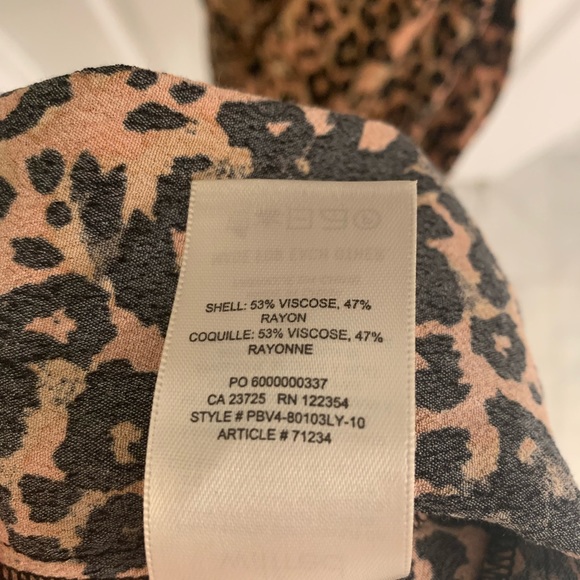 SHELL: 53% VISCOSE, 47%
RAYON
COQUILLE: 53% VISCOSE, 47%
RAYONNE
PO 6000000337
CA 23725 RN 122354
STYLE # PBV4-80103LY-10
ARTICLE # 71234